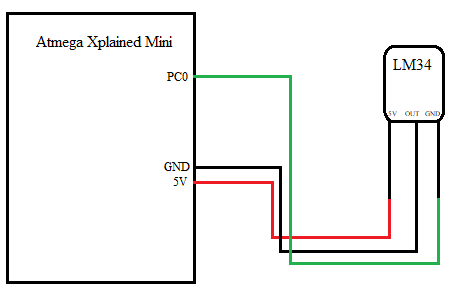 Atmega Xplained Mini
LM34
PC0
5V OUT GND
GND
5V